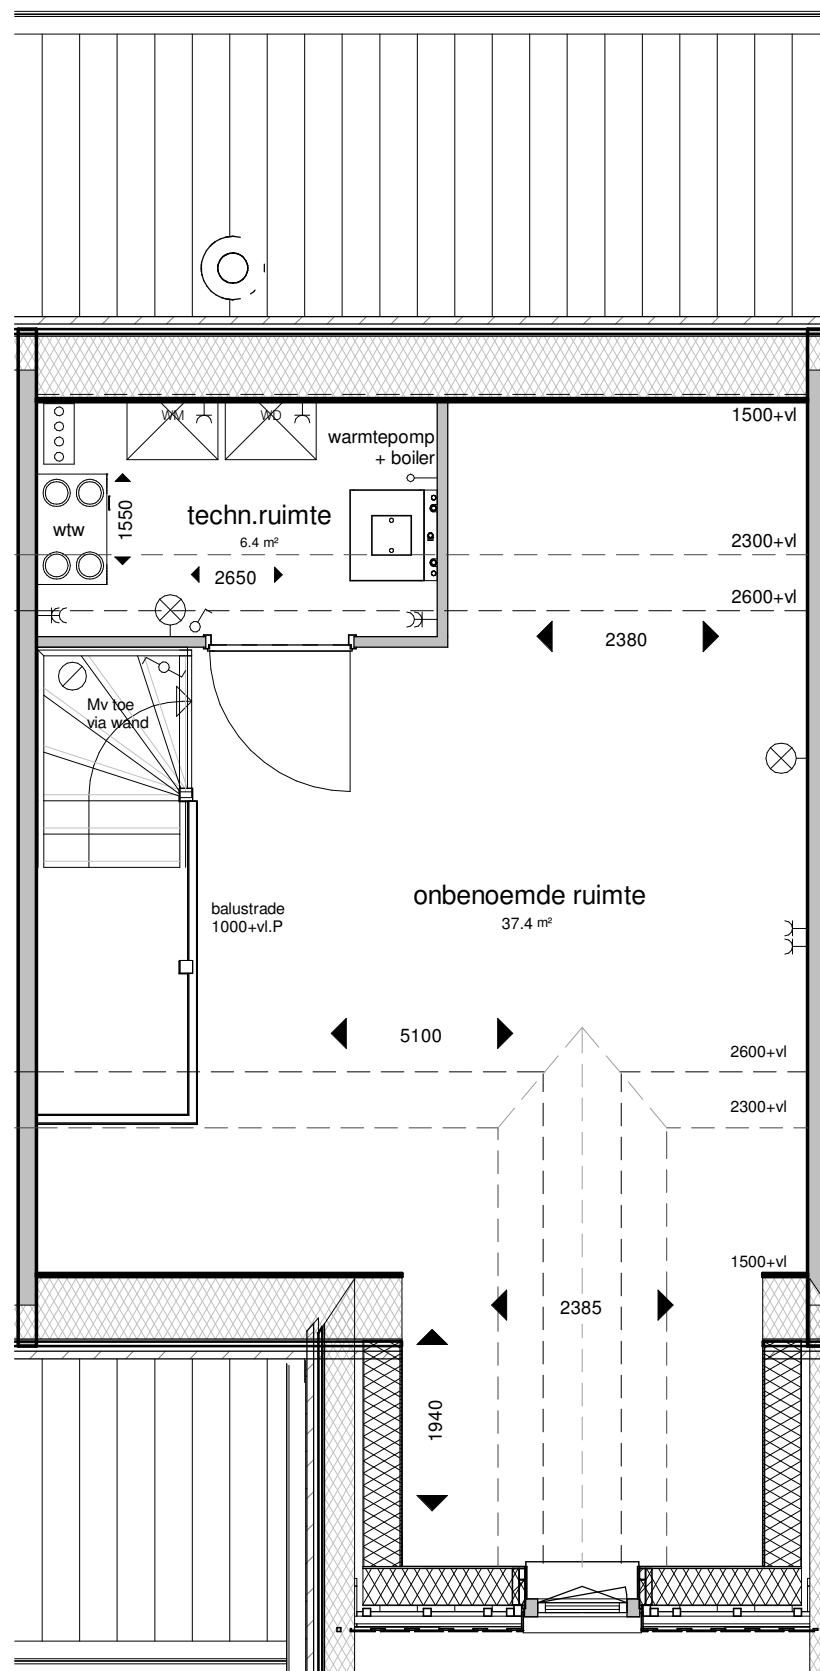 WM
WD
1500+vl
warmtepomp
+ boiler
techn.ruimte
6.4 m²
wtw
1550
2650
2300+vl
2600+vl
2380
Mv toe
via wand
onbenoemde ruimte
37.4 m²
balustrade
1000+vl.P
5100
2600+vl
2300+vl
1500+vl
2385
1940